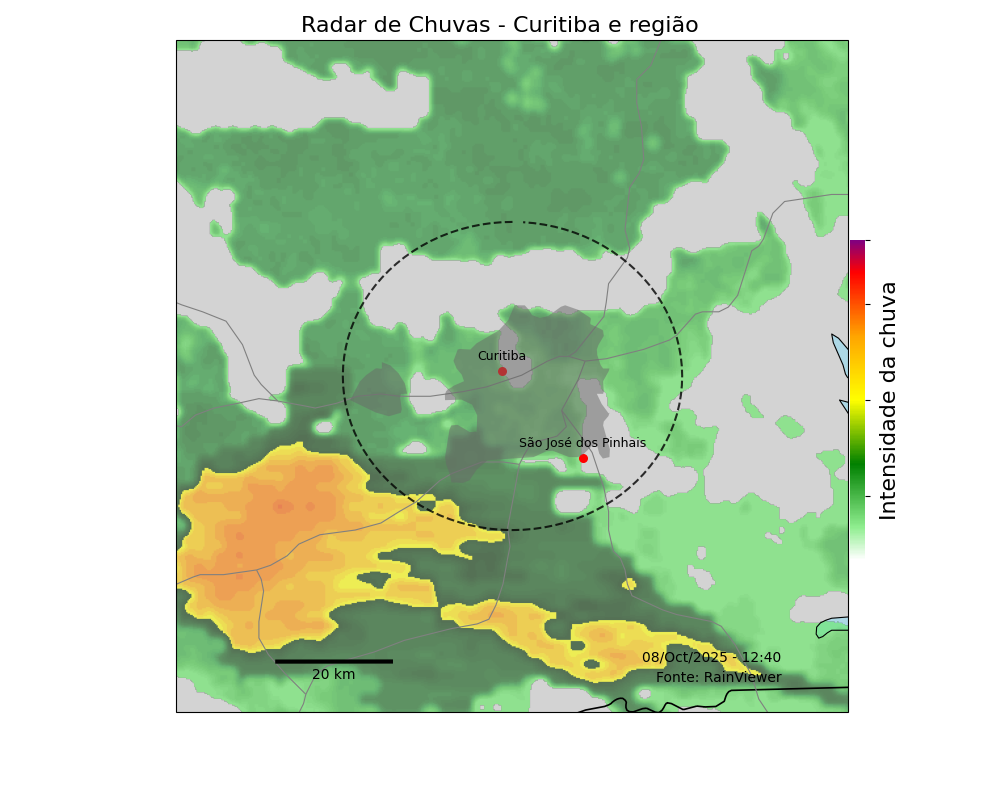 Radar de Chuvas - Curitiba e região
Curitiba
São José dos Pinhais
Intensidade da chuva
08/Oct/2025 - 12:40
Fonte: RainViewer
20 km